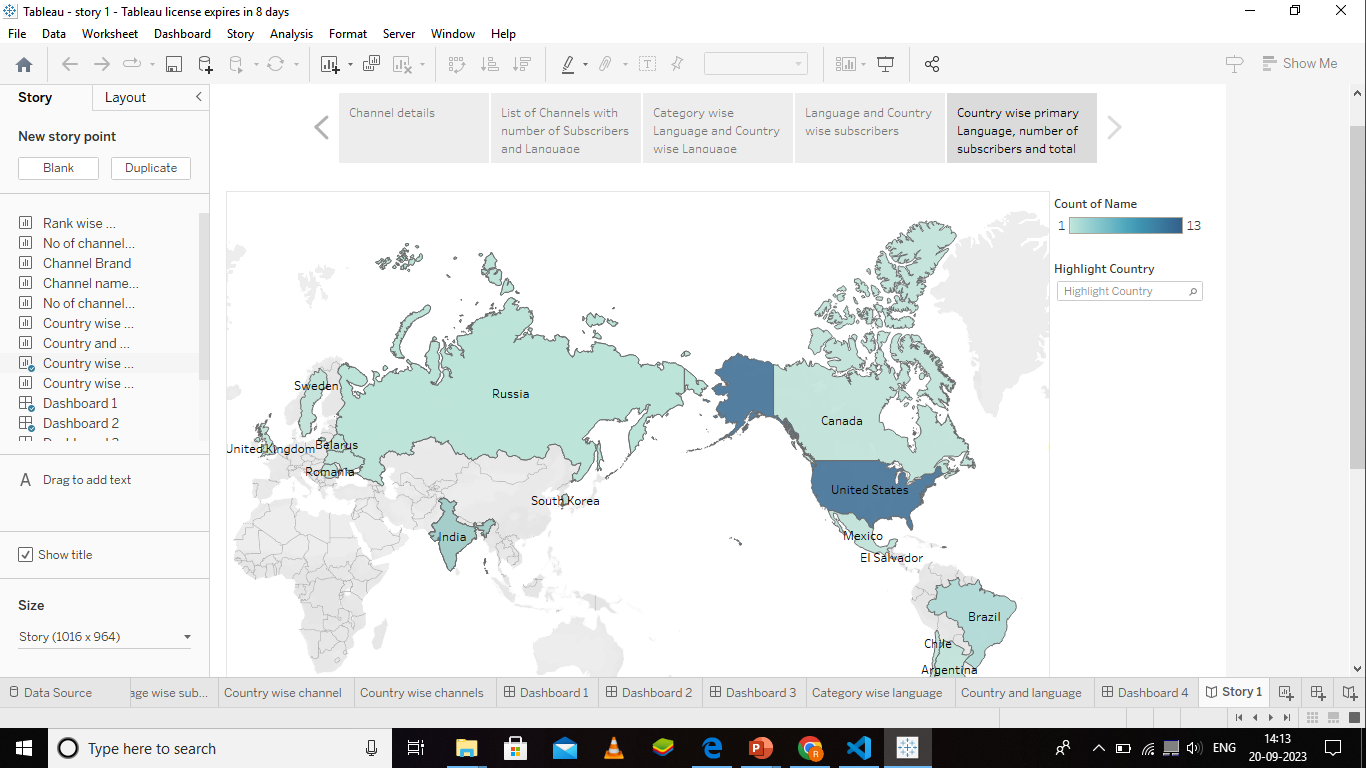 Tableau - story 1 - Tableau license expires in 8 days
File Data Worksheet Dashboard Story Analysis Format Server Window Help
Show Me
Story
Layout
New story point
Blank
Duplicate
Rank wise ...
No of channel...
Channel Brand
Channel name...
No of channel...
Country wise ...
Country and ...
Country wise ...
Country wise ...
Dashboard 1
Dashboard 2
A Drag to add text
Show title
Size
Story (1016 x 964)
Channel details
List of Channels with
number of Subscribers
and Language
Category wise
Language and Country
wise Language
Language and Country
wise subscribers
Country wise primary
Language, number of
subscribers and total
Count of Name
1
13
Highlight Country
Highlight Country
Sweden
Russia
Canada
United Kingdom
Belarus
Romania
South Korea
United States
India
Mexico
El Salvador
Brazil
Chile
Argentina
Data Source
age wise sub...
Country wise channel
Country wise channels
Dashboard 1
Dashboard 2
Dashboard 3
Category wise language
Country and language
Dashboard 4
Story 1
Type here to search
ENG
14:13
20-09-2023